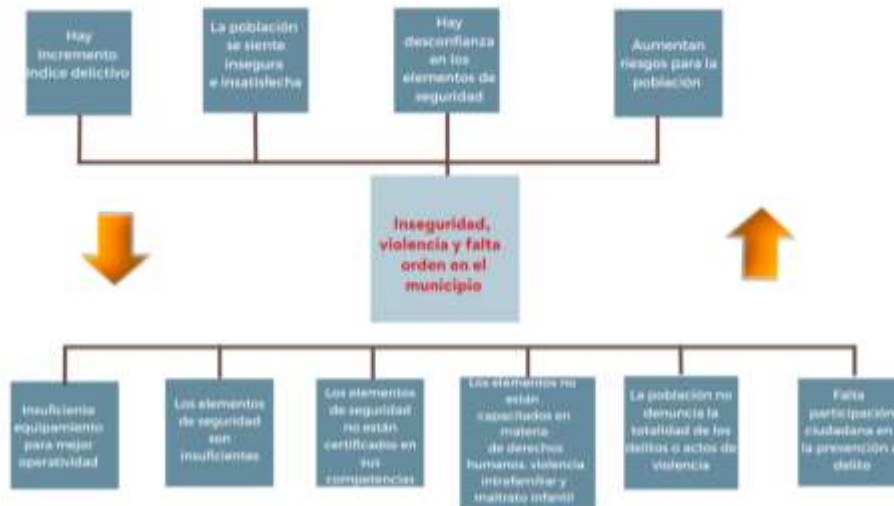 Hay
incremento
índice delictivo
La población
se siente
insegura
e insatisfecha
Hay
desconfianza
en los
elementos de
seguridad
Aumentan
riesgos para la
población
Inseguridad,
violencia y falta
orden en el
municipio
Insuficiente
equipamiento
para mejor
operatividad
Los elementos
de seguridad
son
insuficientes
Los elementos
de seguridad
no están
certificados en
sus
competencias
Los elementos no
están
capacitados en
materia
de derechos
humanos, violencia
intrafamiliar y
maltrato infantil
La población no
denuncia la
totalidad de los
delitos o actos de
violencia
Falta
participación
ciudadana en
la prevención
delito